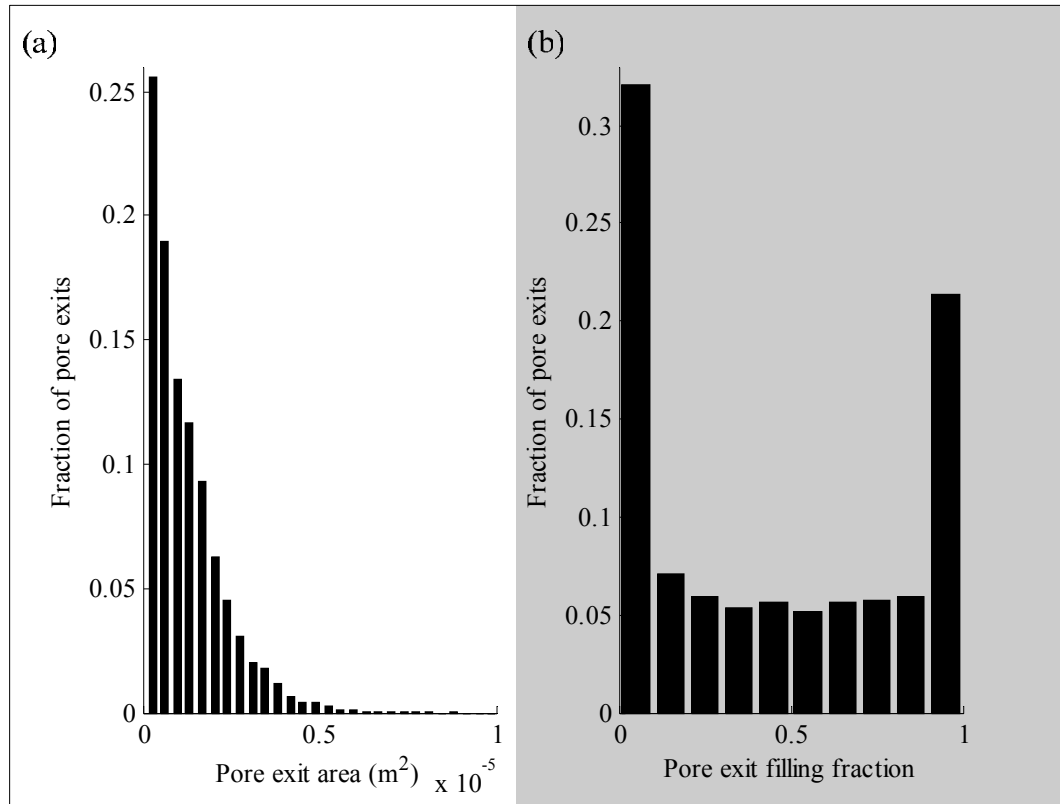 (a)
0.25
0.2
0.15
0.1
0.05
0
0
0.5
1
Fraction of pore exits
Pore exit area (m²)
x 10⁻⁵
(b)
0.3
0.25
0.2
0.15
0.1
0.05
0
0
0.5
1
Fraction of pore exits
Pore exit filling fraction